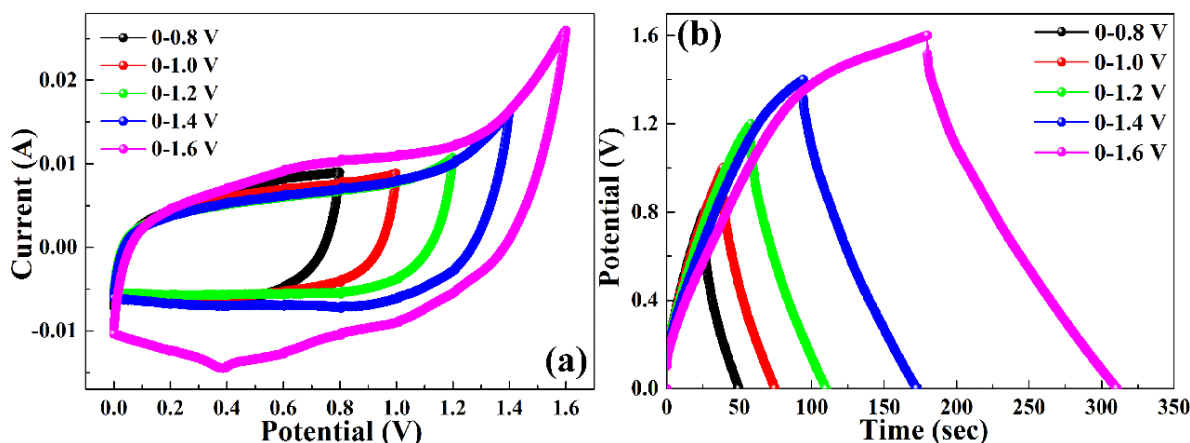 (a)
0-0.8 V
0-1.0 V
0-1.2 V
0-1.4 V
0-1.6 V
0.02
0.01
0.00
-0.01
Current (A)
0.0 0.2 0.4 0.6 0.8 1.0 1.2 1.4 1.6
Potential (V)
(b)
0-0.8 V
0-1.0 V
0-1.2 V
0-1.4 V
0-1.6 V
1.6
1.2
0.8
0.4
0.0
Potential (V)
0 50 100 150 200 250 300 350
Time (sec)